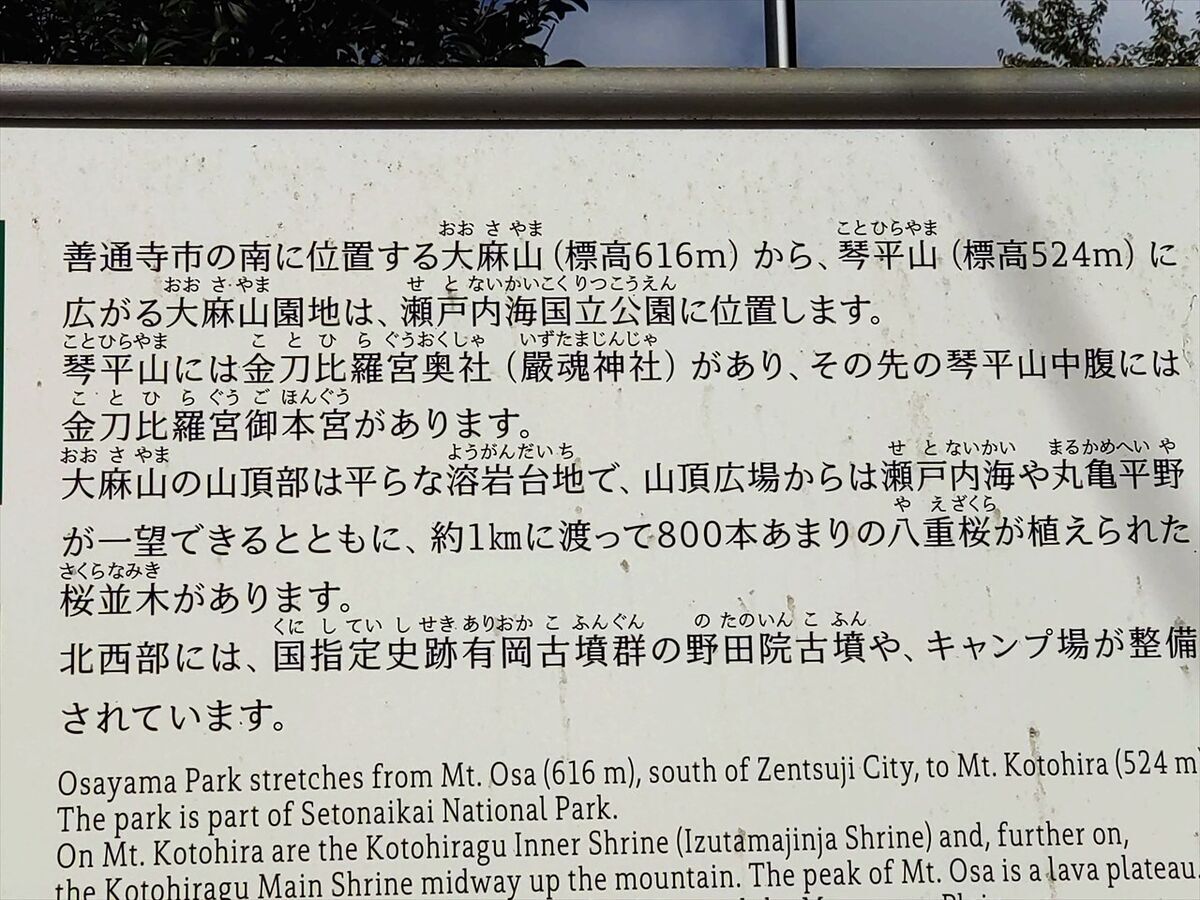 おおさやま ことひらやま
善通寺市の南に位置する大麻山(標高616m)から、琴平山(標高524m)に
おおさやま せとないかいこくりつこうえん
広がる大麻山園地は、瀬戸内海国立公園に位置します。
ことひらやま ことひらぐうおくしゃ いずたまじんじゃ
琴平山には金刀比羅宮奥社(嚴魂神社)があり、その先の琴平山中腹には
ことひらぐうごほんぐう
金刀比羅宮御本宮があります。
おおさやま ようがんだいち せとないかい まるかめへいや
大麻山の山頂部は平らな溶岩台地で、山頂広場からは瀬戸内海や丸亀平野
やえざくら
が一望できるとともに、約1kmに渡って800本あまりの八重桜が植えられた
さくらなみき
桜並木があります。
くにしていしせきありおかこふんぐん のたのいんこふん
北西部には、国指定史跡有岡古墳群の野田院古墳や、キャンプ場が整備
されています。
Osayama Park stretches from Mt. Osa (616 m), south of Zentsuji City, to Mt. Kotohira (524 m
The park is part of Setonaikai National Park.
On Mt. Kotohira are the Kotohiragu Inner Shrine (Izutamajinja Shrine) and, further on,
the Kotohiragu Main Shrine midway up the mountain. The peak of Mt. Osa is a lava plateau.